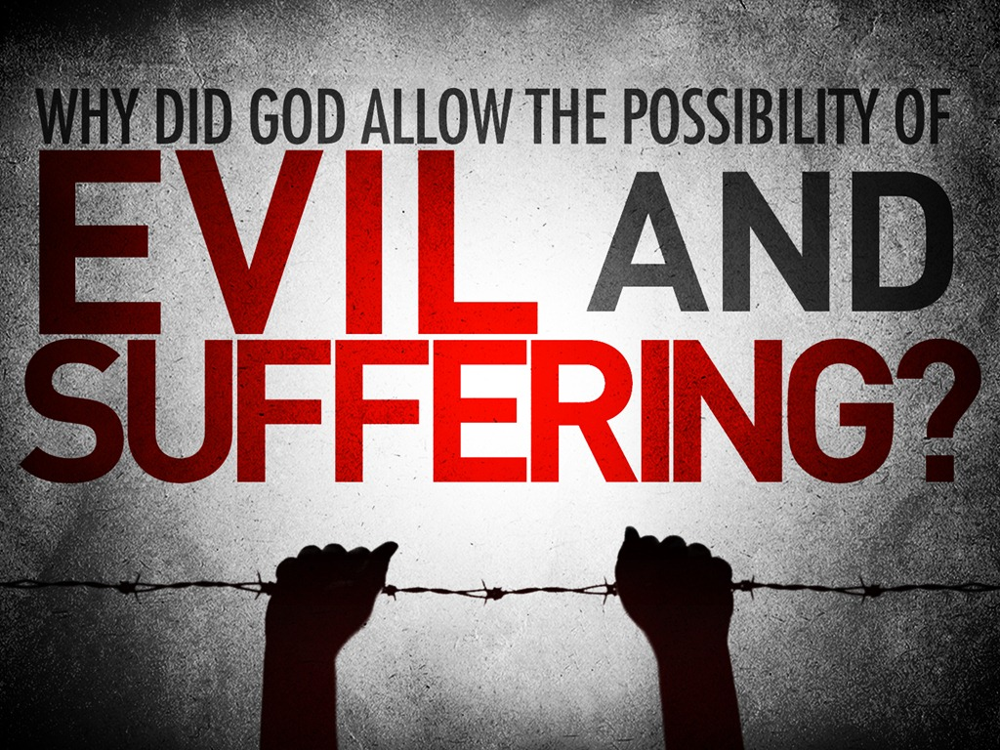 WHY DID GOD ALLOW THE POSSIBILITY OF
EVIL AND
SUFFERING?